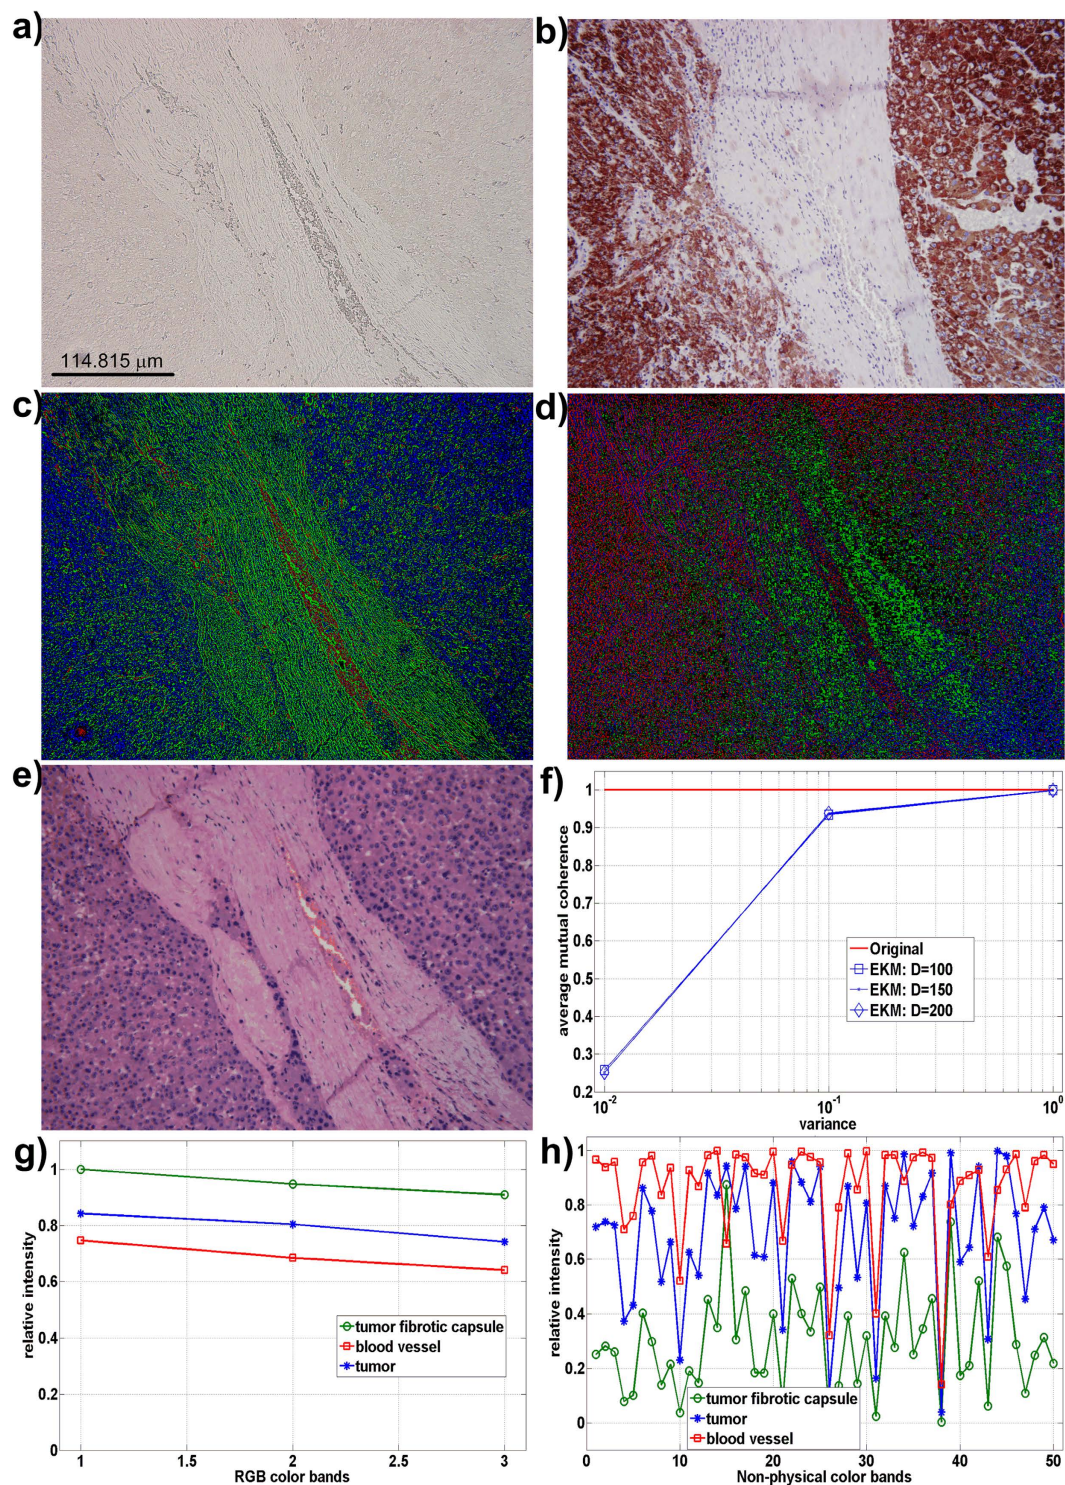 a)
b)
114.815 μm
c)
d)
e)
f)
1
0.9
0.8
0.7
0.6
0.5
0.4
0.3
0.2
average mutual coherence
Original
EKM: D=100
EKM: D=150
EKM: D=200
10⁻² 10⁻¹ 10⁰
variance
g)
1
0.8
0.6
0.4
0.2
0
relative intensity
tumor fibrotic capsule
blood vessel
tumor
1 1.5 2 2.5 3
RGB color bands
h)
1
0.8
0.6
0.4
0.2
0
relative intensity
tumor fibrotic capsule
tumor
blood vessel
0 10 20 30 40 50
Non-physical color bands